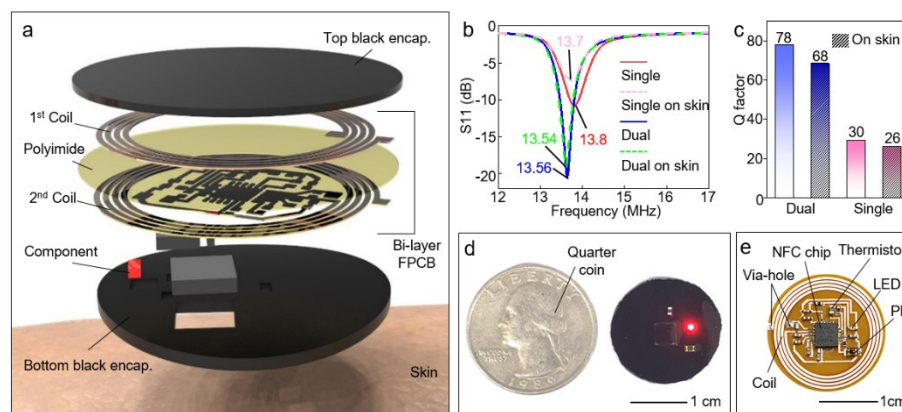 a
Top black encap.
1st Coil
Polyimide
2nd Coil
Component
Bi-layer
FPCB
Bottom black encap.
Skin
b
0
-5
-10
-15
-20
S11 (dB)
13.7
13.8
13.54
13.56
Single
Single on skin
Dual
Dual on skin
12 13 14 15 16 17
Frequency (MHz)
c
On skin
80
60
40
20
0
Q factor
78
68
30
26
Dual
Single
d
Quarter
coin
LIBERTY
1 cm
e
NFC chip
Thermisto
Via-hole
LED
Coil
1cm